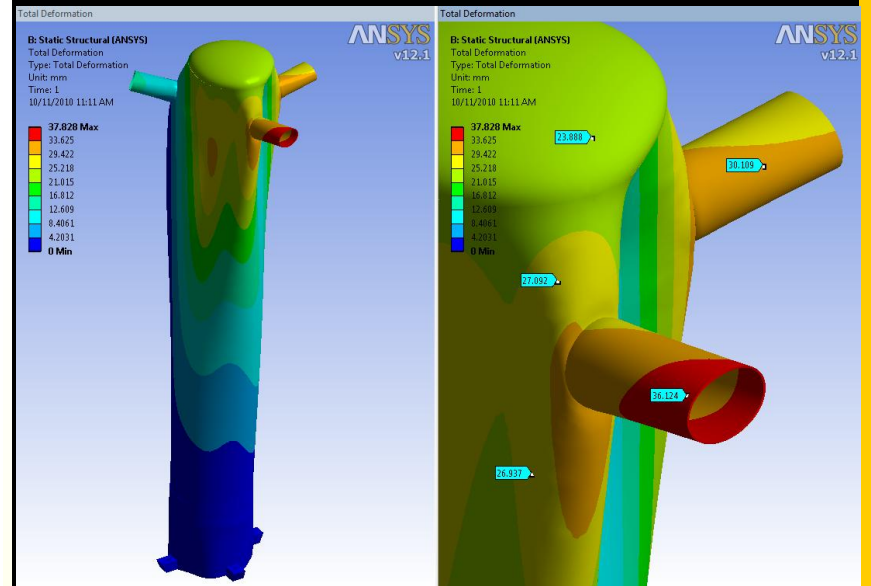 Total Deformation
B: Static Structural (ANSYS)
Total Deformation
Type: Total Deformation
Unit: mm
Time: 1
10/11/2010 11:11 AM
37.828 Max
33.625
29.422
25.218
21.015
16.812
12.609
8.4061
4.2031
0 Min
ANSYS
v12.1
Total Deformation
B: Static Structural (ANSYS)
Total Deformation
Type: Total Deformation
Unit: mm
Time: 1
10/11/2010 11:11 AM
37.828 Max
33.625
29.422
25.218
21.015
16.812
12.609
8.4061
4.2031
0 Min
ANSYS
v12.1
23.888
30.109
27.092
36.124
26.937